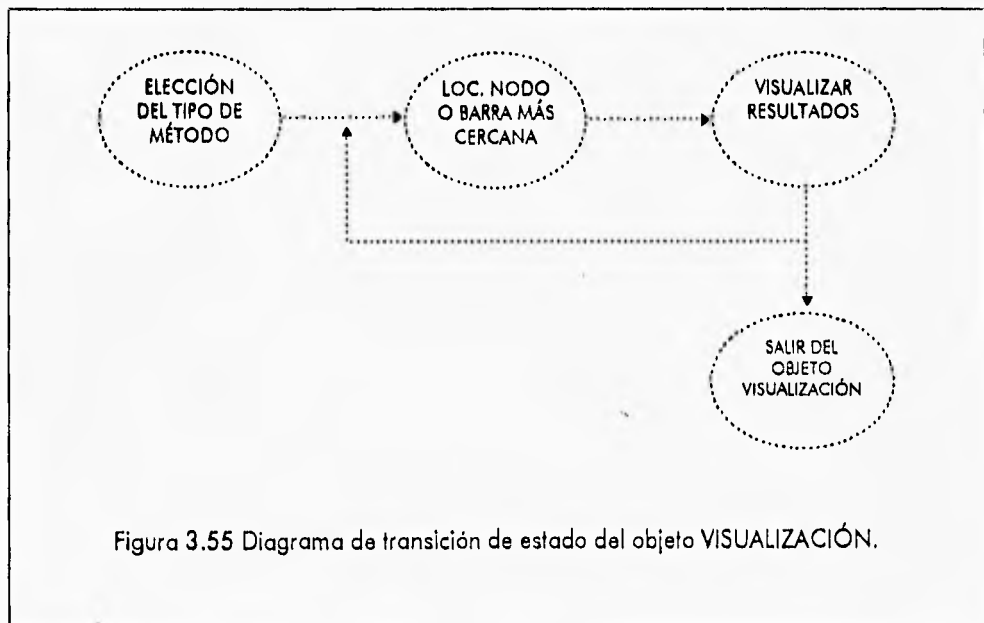 ELECCIÓN
DEL TIPO DE
MÉTODO
LOC. NODO
O BARRA MÁS
CERCANA
VISUALIZAR
RESULTADOS
SALIR DEL
OBJETO
VISUALIZACIÓN
Figura 3.55 Diagrama de transición de estado del objeto VISUALIZACIÓN.